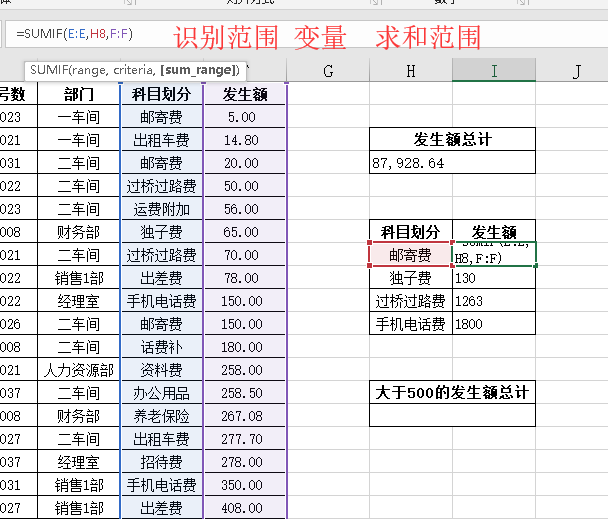 =SUMIF(E:E,H8,F:F) 识别范围 变量 求和范围
SUMIF(range, criteria, [sum_range])
G H I J
号数 部门 科目划分 发生额
023 一车间 邮寄费 5.00
021 一车间 出租车费 14.80
031 二车间 邮寄费 20.00
022 二车间 过桥过路费 50.00
023 二车间 运费附加 56.00
008 财务部 独子费 65.00
021 二车间 过桥过路费 70.00
022 销售1部 出差费 78.00
022 经理室 手机电话费 150.00
026 二车间 邮寄费 150.00
008 二车间 话费补 180.00
021 人力资源部 资料费 258.00
037 二车间 办公用品 258.50
008 财务部 养老保险 267.08
027 二车间 出租车费 277.70
037 经理室 招待费 278.00
031 销售1部 手机电话费 350.00
027 销售1部 出差费 408.00
发生额总计
87,928.64
科目划分 发生额
邮寄费 =SUMIF(E:E,
H8,F:F)
独子费 130
过桥过路费 1263
手机电话费 1800
大于500的发生额总计